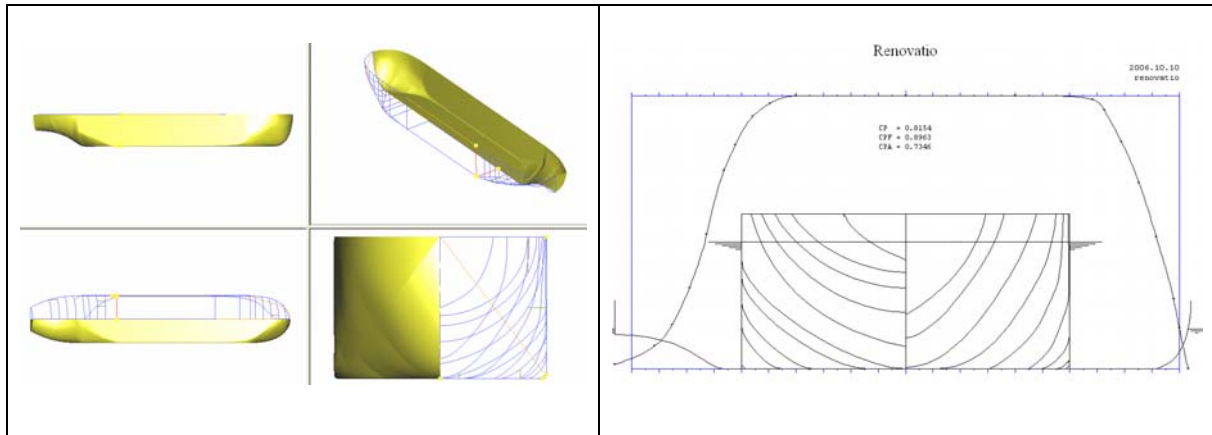 Renovatio
2006.10.10
renovatio
CP = 0.8154
CPF = 0.8963
CPA = 0.7346